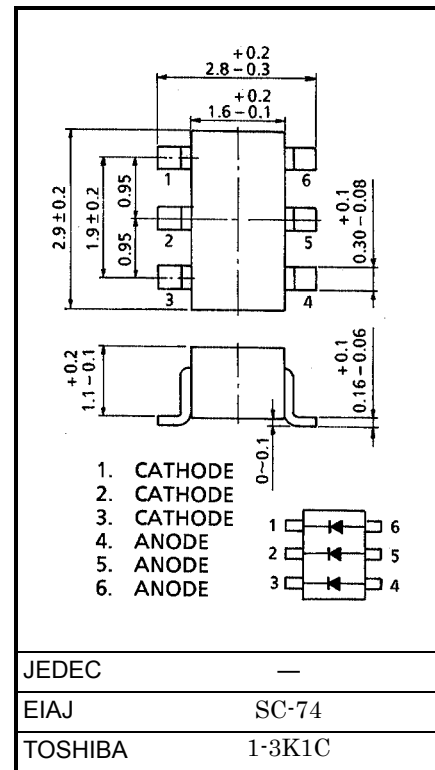 +0.2
2.8–0.3
+0.2
1.6–0.1
1
2
3
6
5
4
2.9±0.2
1.9±0.2
0.95
0.95
+0.1
0.30–0.08
+0.2
1.1–0.1
+0.1
0.16–0.06
0~0.1
1. CATHODE
2. CATHODE
3. CATHODE
4. ANODE
5. ANODE
6. ANODE
1 6
2 5
3 4
JEDEC —
EIAJ SC-74
TOSHIBA 1-3K1C